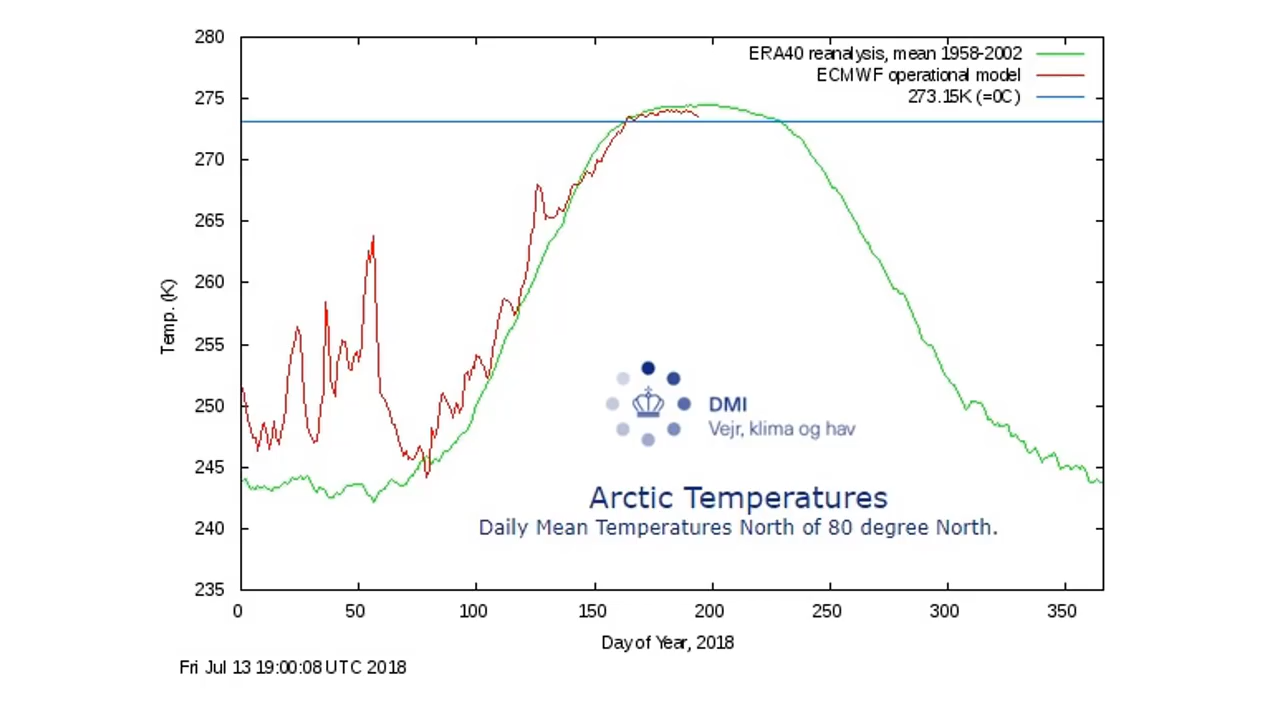 280
ERA40 reanalysis, mean 1958-2002
ECMWF operational model
273.15K (=0C)
275
270
265
260
255
250
245
240
235
Temp. (K)
DMI
Vejr, klima og hav
Arctic Temperatures
Daily Mean Temperatures North of 80 degree North.
0 50 100 150 200 250 300 350
Day of Year, 2018
Fri Jul 13 19:00:08 UTC 2018